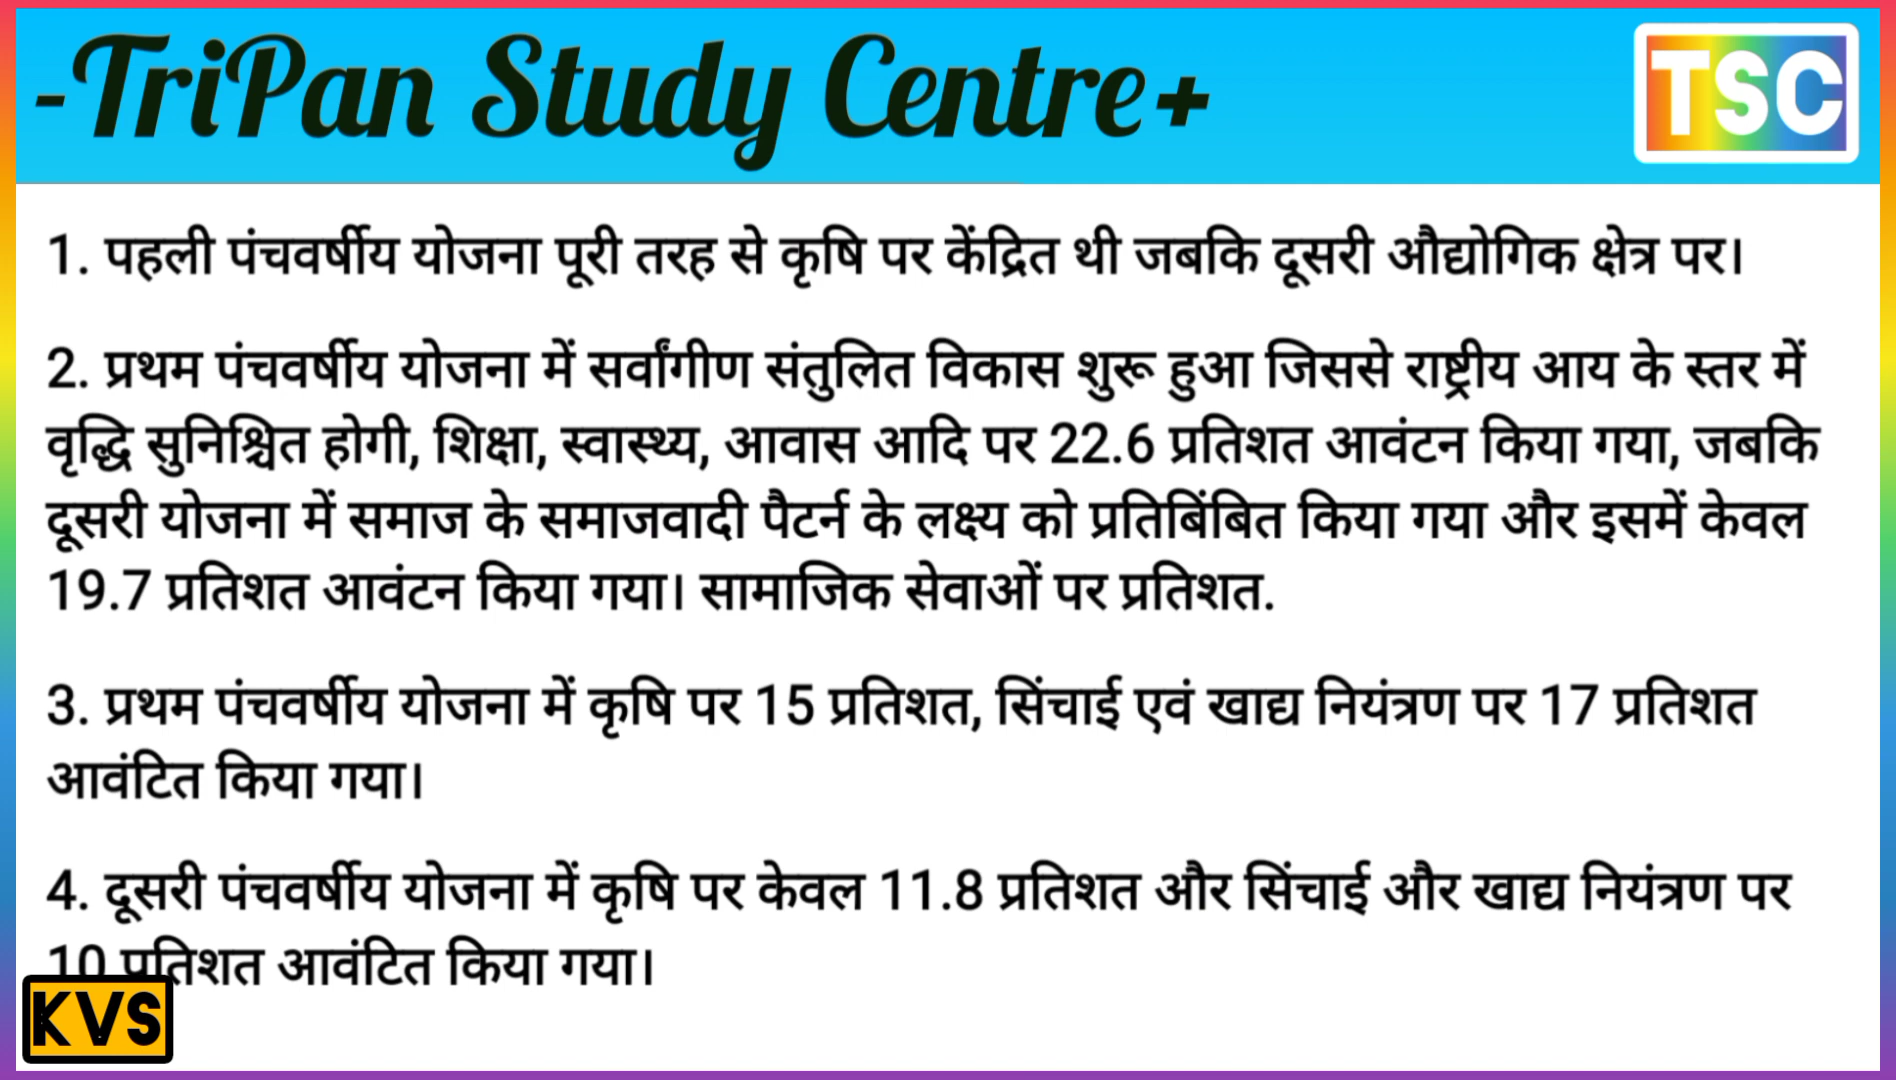 -TriPan Study Centre+
TSC
1. पहली पंचवर्षीय योजना पूरी तरह से कृषि पर केंद्रित थी जबकि दूसरी औद्योगिक क्षेत्र पर।
2. प्रथम पंचवर्षीय योजना में सर्वांगीण संतुलित विकास शुरू हुआ जिससे राष्ट्रीय आय के स्तर में
वृद्धि सुनिश्चित होगी, शिक्षा, स्वास्थ्य, आवास आदि पर 22.6 प्रतिशत आवंटन किया गया, जबकि
दूसरी योजना में समाज के समाजवादी पैटर्न के लक्ष्य को प्रतिबिंबित किया गया और इसमें केवल
19.7 प्रतिशत आवंटन किया गया। सामाजिक सेवाओं पर प्रतिशत.
3. प्रथम पंचवर्षीय योजना में कृषि पर 15 प्रतिशत, सिंचाई एवं खाद्य नियंत्रण पर 17 प्रतिशत
आवंटित किया गया।
4. दूसरी पंचवर्षीय योजना में कृषि पर केवल 11.8 प्रतिशत और सिंचाई और खाद्य नियंत्रण पर
10 प्रतिशत आवंटित किया गया।
KVS